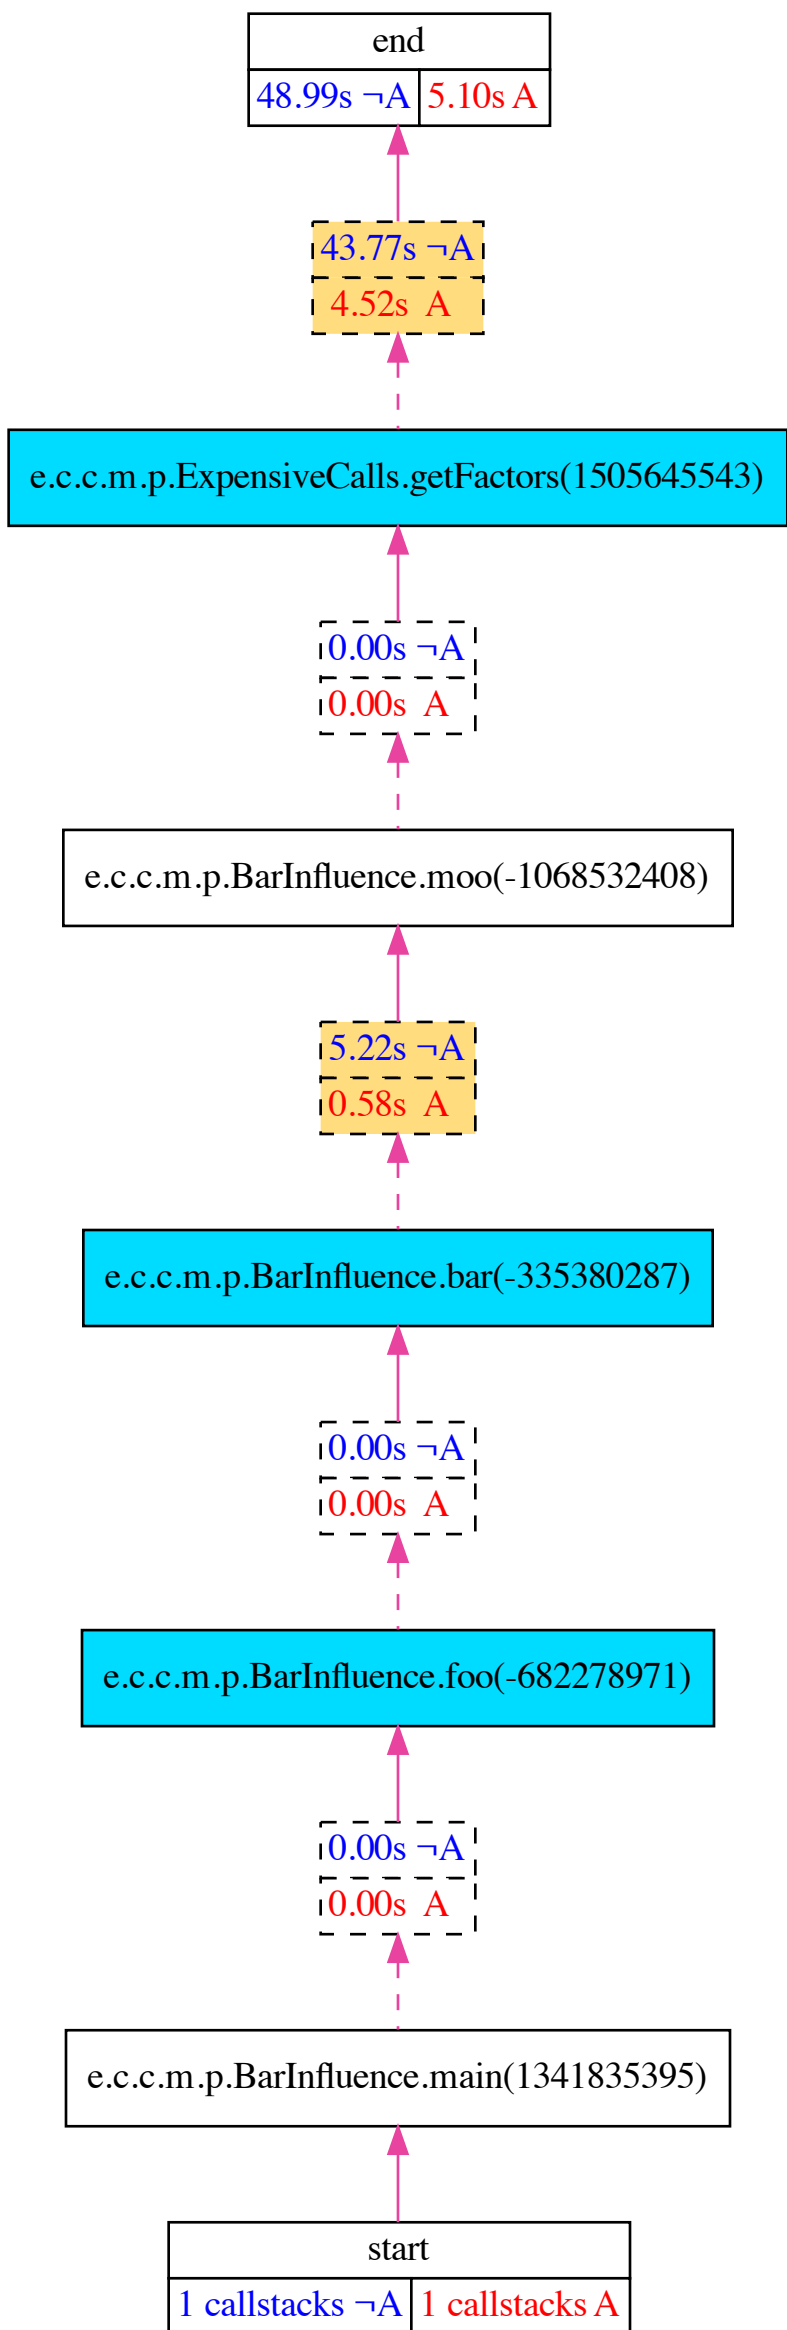 end
48.99s ¬A 5.10s A
43.77s ¬A
4.52s A
e.c.c.m.p.ExpensiveCalls.getFactors(1505645543)
0.00s ¬A
0.00s A
e.c.c.m.p.BarInfluence.moo(-1068532408)
5.22s ¬A
0.58s A
e.c.c.m.p.BarInfluence.bar(-335380287)
0.00s ¬A
0.00s A
e.c.c.m.p.BarInfluence.foo(-682278971)
0.00s ¬A
0.00s A
e.c.c.m.p.BarInfluence.main(1341835395)
start
1 callstacks ¬A 1 callstacks A